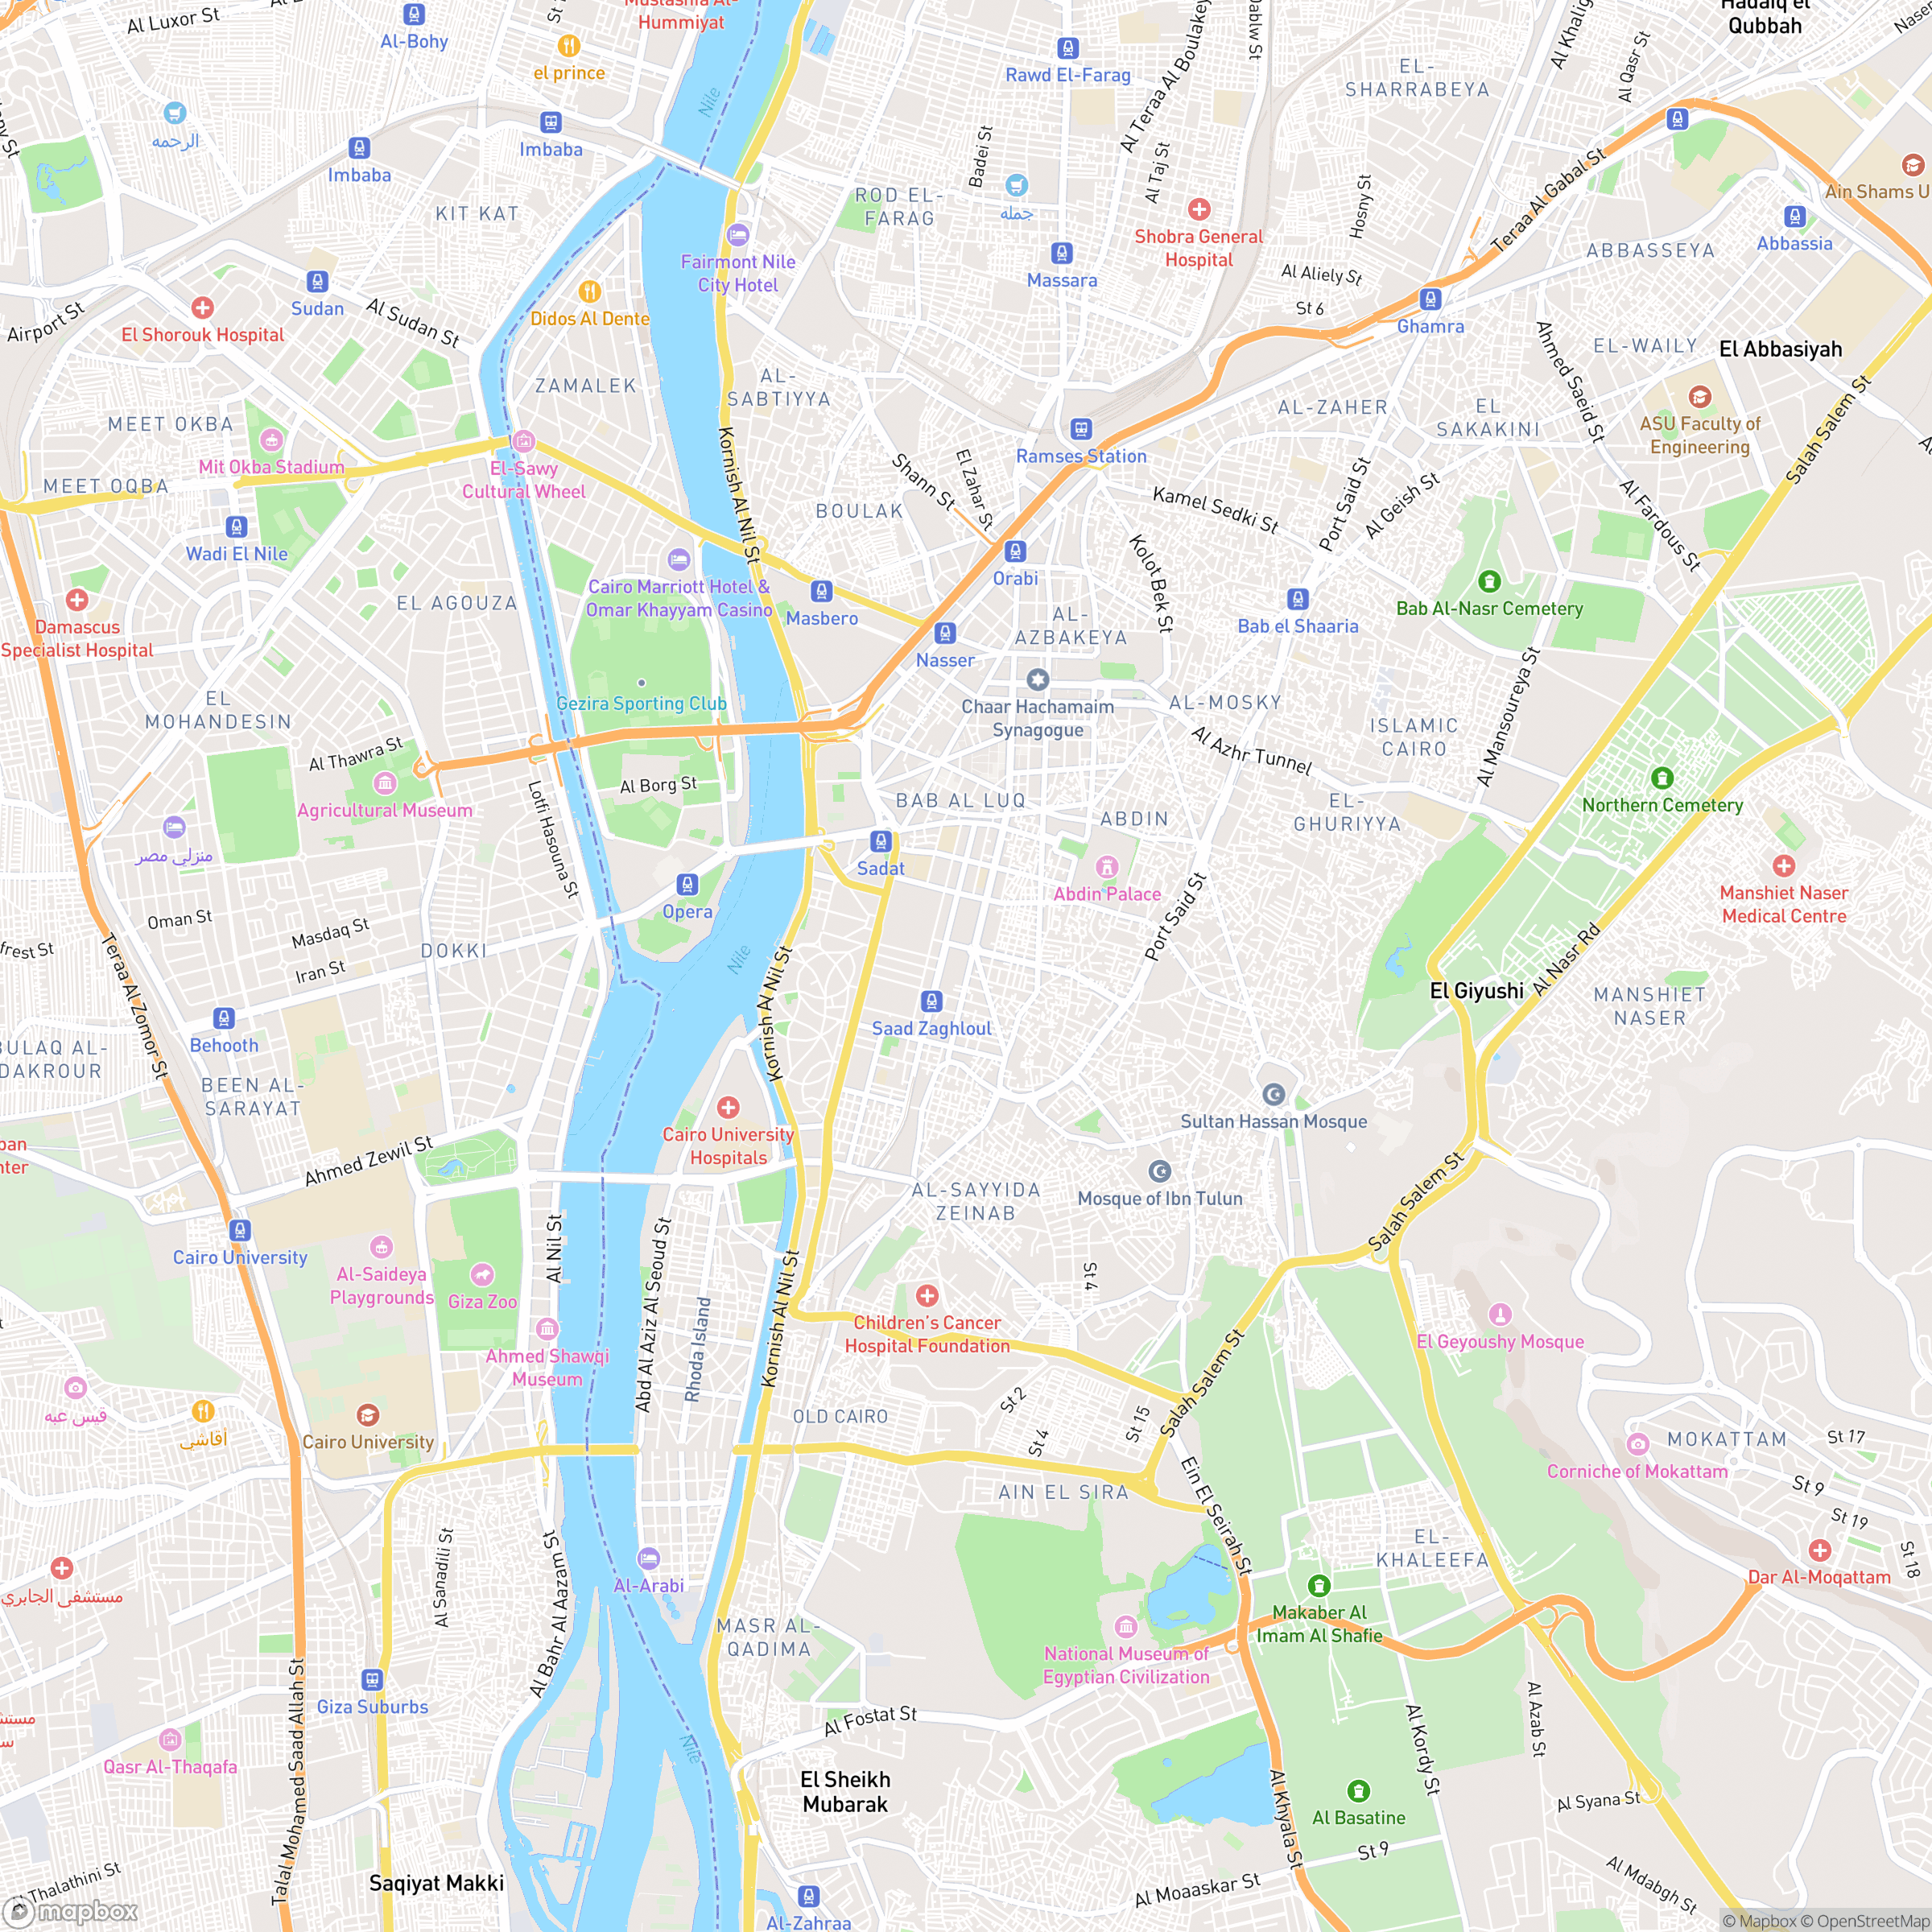 Al Luxor St
Al-Bohy
el prince
Hummiyat
Nile
Rawd El-Farag
Al Teraa Al Boulakey
EL-
SHARRABEYA
Al Qasr St
Hadaiq el
Qubbah
الرحمه
Imbaba
Imbaba
Badei St
Al Taj St
جمله
Hosny St
Teraa Al Gabal St
Ain Shams U
KIT KAT
ROD EL-
FARAG
Shobra General
Hospital
ABBASSEYA
Abbassia
Fairmont Nile
City Hotel
Massara
Al Aliely St
St 6
Airport St
Sudan
Al Sudan St
El Shorouk Hospital
Didos Al Dente
Ghamra
Ahmed Saeid St
EL-WAILY
El Abbasiyah
ZAMALEK
AL-
SABTIYYA
AL-ZAHER
EL
SAKAKINI
ASU Faculty of
Engineering
Salah Salem St
MEET OKBA
Mit Okba Stadium
El-Sawy
Cultural Wheel
Kornish Al Nil St
Shann St
El Zahar St
Ramses Station
MEET OQBA
BOULAK
Kamel Sedki St
Port Said St
Al Geish St
Al Fardous St
Wadi El Nile
Orabi
Kolot Bek St
Cairo Marriott Hotel &
Omar Khayyam Casino
Masbero
EL AGOUZA
Damascus
Specialist Hospital
AL-
AZBAKEYA
Bab el Shaaria
Bab Al-Nasr Cemetery
Nasser
EL
MOHANDESIN
Gezira Sporting Club
Chaar Hachamaim
Synagogue
AL-MOSKY
Al Azhr Tunnel
ISLAMIC
CAIRO
Al Mansoureya St
Al Thawra St
Agricultural Museum
Al Borg St
Lotfi Hasouna St
BAB AL LUQ
ABDIN
EL-
GHURIYYA
Northern Cemetery
منزلي مصر
Sadat
Abdin Palace
Manshiet Naser
Medical Centre
Oman St
Opera
Masdaq St
Iran St
DOKKI
Nile
Kornish Al Nil St
Port Said St
Al Nasr Rd
Teraa Al Zomor St
El Giyushi
MANSHIET
NASER
Saad Zaghloul
Behooth
BEEN AL-
SARAYAT
Sultan Hassan Mosque
Cairo University
Hospitals
Ahmed Zewil St
AL-SAYYIDA
ZEINAB
Mosque of Ibn Tulun
Salah Salem St
Cairo University
Al Nil St
Abd Al Aziz Al Seoud St
Rhoda Island
Kornish Al Nil St
Al-Saideya
Playgrounds
Giza Zoo
St 4
Children's Cancer
Hospital Foundation
El Geyoushy Mosque
Ahmed Shawqi
Museum
Salah Salem St
قيس عبه
أقاشي
Cairo University
OLD CAIRO
St 2
St 4
St 15
MOKATTAM
St 17
Corniche of Mokattam
St 9
AIN EL SIRA
Ein El Seirah St
St 19
St 18
EL-
KHALEEFA
Dar Al-Moqattam
مستشفى الجابري
Al Sanadili St
Al Bahr Al Aazam St
Al-Arabi
Makaber Al
Imam Al Shafie
MASR AL-
QADIMA
National Museum of
Egyptian Civilization
Giza Suburbs
Talal Mohamed Saad Allah St
Al Fostat St
Nile
Al Kordy St
Al Azab St
Qasr Al-Thaqafa
El Sheikh
Mubarak
Al Khyala St
Al Basatine
Al Syana St
St 9
Saqiyat Makki
Thalathini St
Al Moaaskar St
Al Mdabgh St
Al-Zahraa
mapbox
© Mapbox © OpenStreetMap